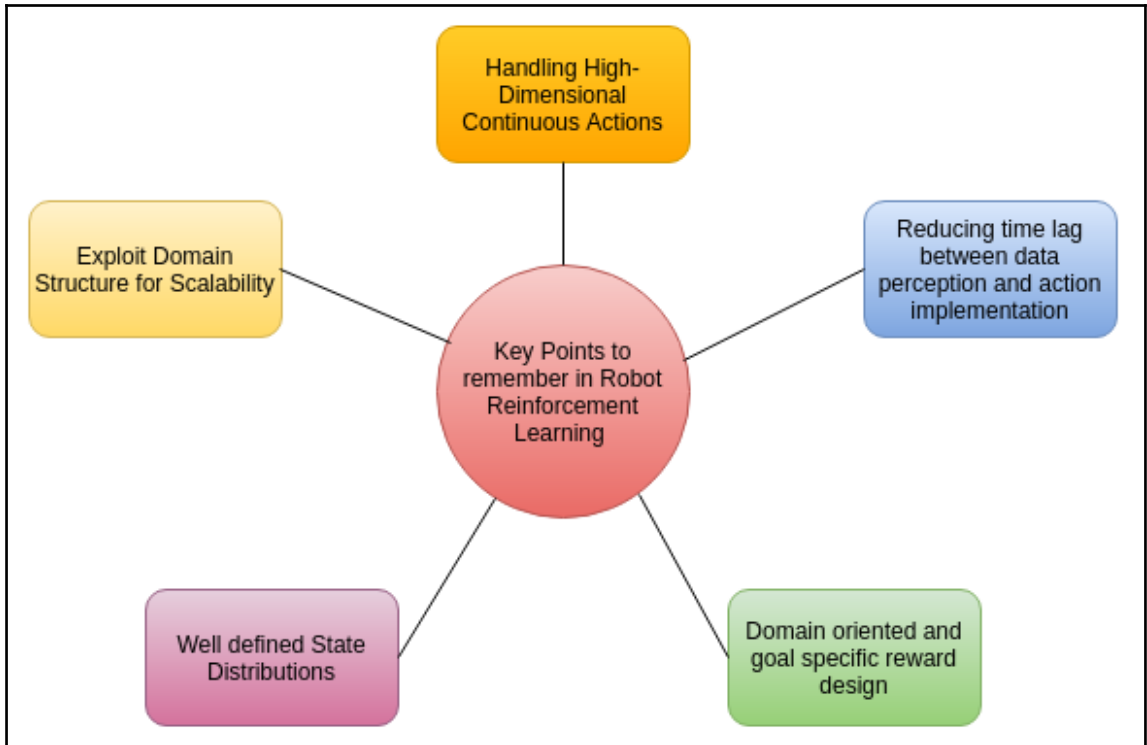 Handling High-
Dimensional
Continuous Actions
Exploit Domain
Structure for Scalability
Reducing time lag
between data
perception and action
implementation
Key Points to
remember in Robot
Reinforcement
Learning
Well defined State
Distributions
Domain oriented and
goal specific reward
design